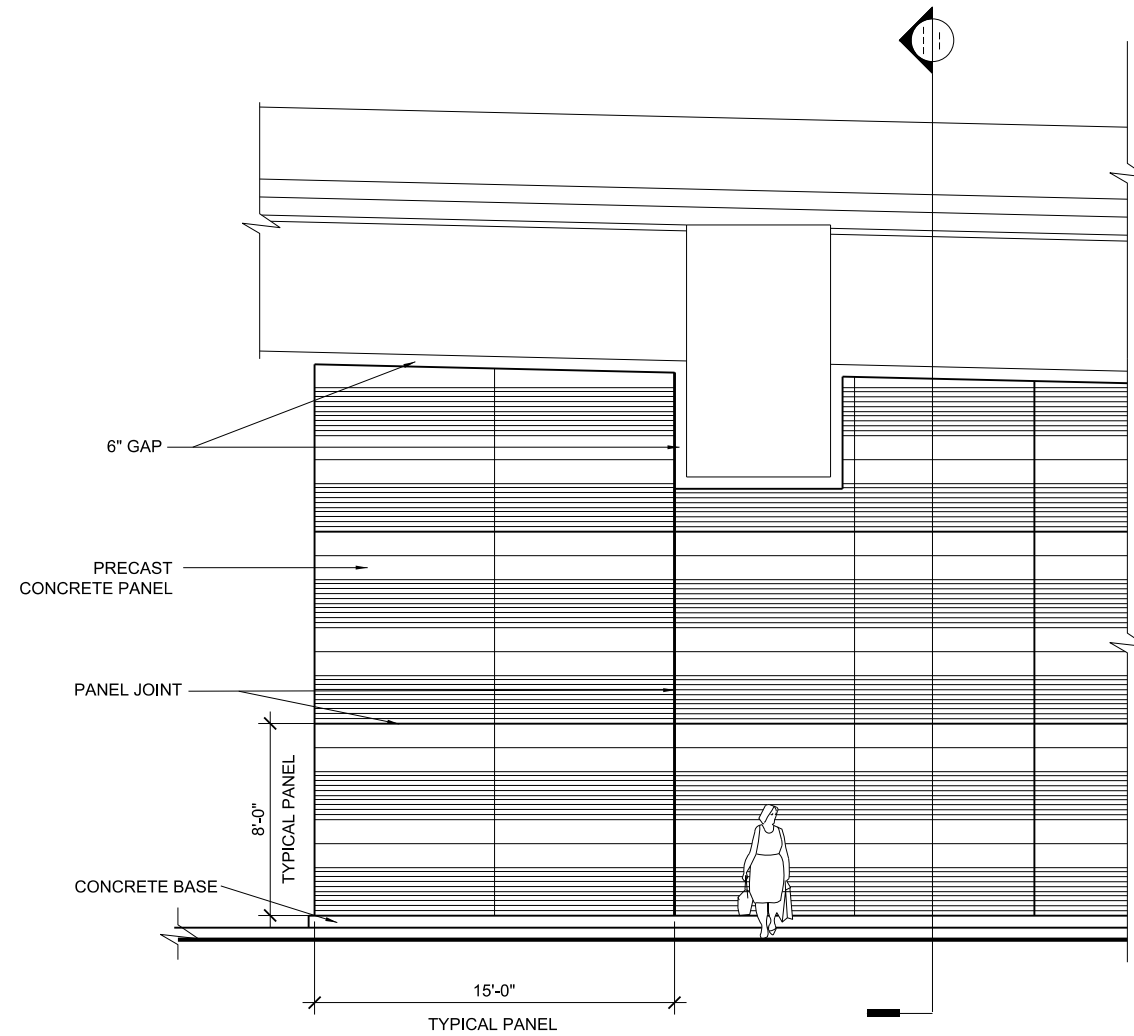 6" GAP
PRECAST
CONCRETE PANEL
PANEL JOINT
8'-0"
TYPICAL PANEL
CONCRETE BASE
15'-0"
TYPICAL PANEL